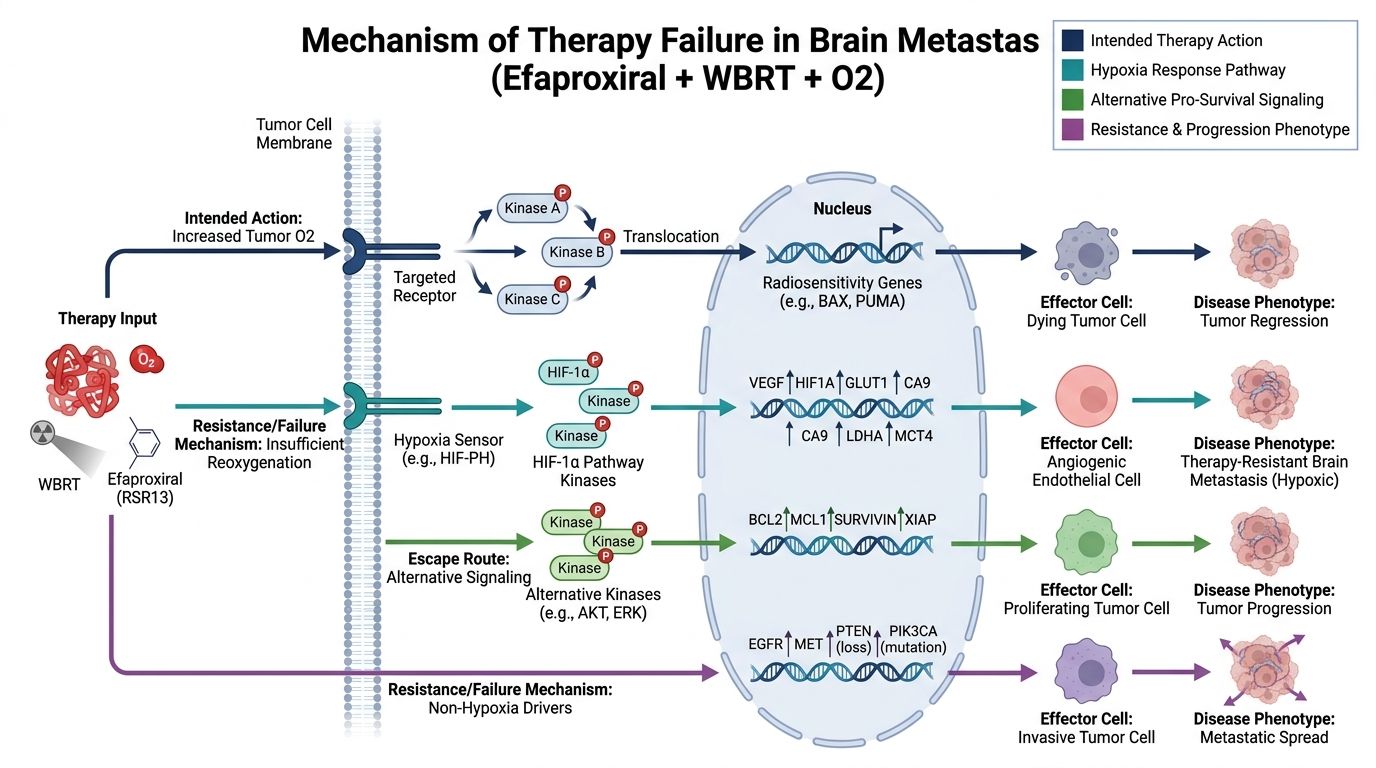 Mechanism of Therapy Failure in Brain Metastas
(Efaproxiral + WBRT + O2)
Intended Therapy Action
Hypoxia Response Pathway
Alternative Pro-Survival Signaling
Resistance & Progression Phenotype
Tumor Cell
Membrane
Intended Action:
Increased Tumor O2
Targeted
Receptor
Kinase A
P
Kinase B
P
Kinase C
P
Translocation
Nucleus
Radiosensitivity Genes
(e.g., BAX, PUMA)
Effector Cell:
Dying Tumor Cell
Disease Phenotype:
Tumor Regression
Therapy Input
O2
WBRT
Efaproxiral
(RSR13)
Resistance/Failure
Mechanism: Insufficient
Reoxygenation
Hypoxia Sensor
(e.g., HIF-PH)
HIF-1α
P
Kinase
P
Kinase
P
HIF-1α Pathway
Kinases
VEGF HIF1A GLUT1 CA9
CA9 LDHA MCT4
Effector Cell:
Angiogenic
Endothelial Cell
Disease Phenotype:
Therapy-Resistant Brain
Metastasis (Hypoxic)
Escape Route:
Alternative Signaling
Kinase
P
Kinase
P
Kinase
P
Alternative Kinases
(e.g., AKT, ERK)
BCL2 MCL1 SURVIVIN XIAP
Effector Cell:
Proliferating Tumor Cell
Disease Phenotype:
Tumor Progression
Resistance/Failure Mechanism:
Non-Hypoxia Drivers
EGFR MET PTEN (loss) PIK3CA (mutation)
Effector Cell:
Invasive Tumor Cell
Disease Phenotype:
Metastatic Spread